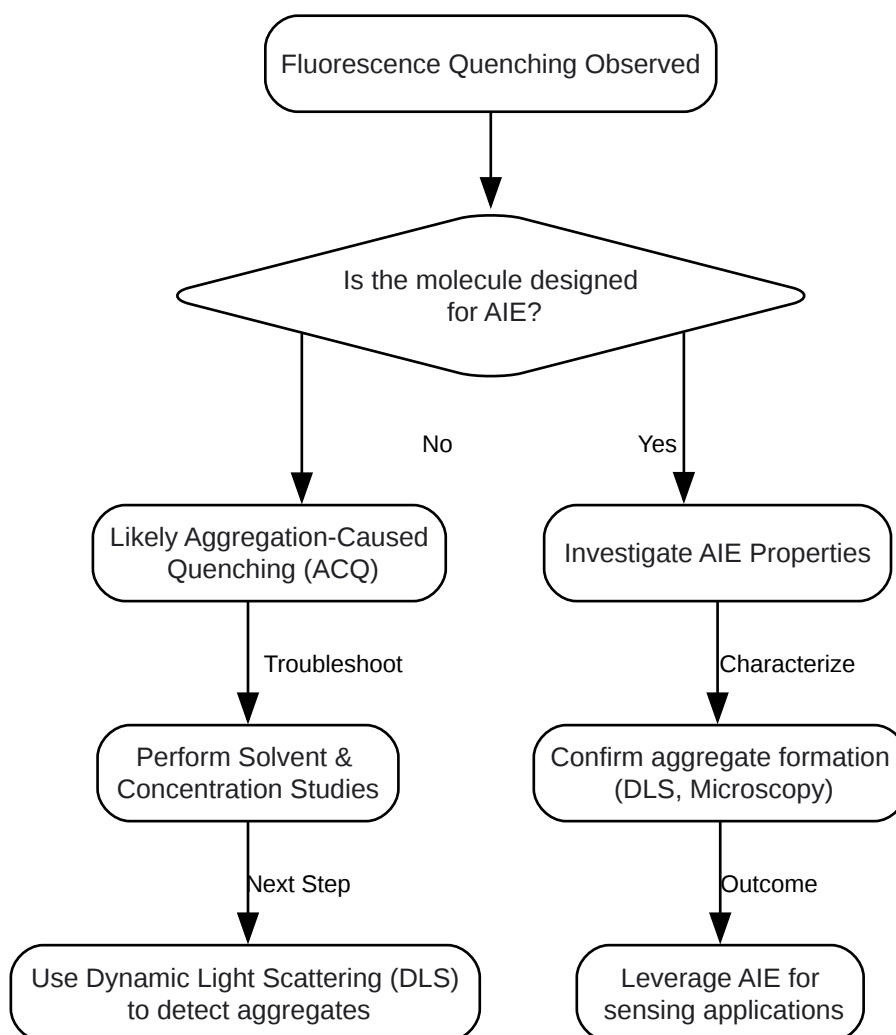 Fluorescence Quenching Observed
Is the molecule designed
for AIE?
No
Yes
Likely Aggregation-Caused
Quenching (ACQ)
Investigate AIE Properties
Troubleshoot
Characterize
Perform Solvent &
Concentration Studies
Confirm aggregate formation
(DLS, Microscopy)
Next Step
Outcome
Use Dynamic Light Scattering (DLS)
to detect aggregates
Leverage AIE for
sensing applications